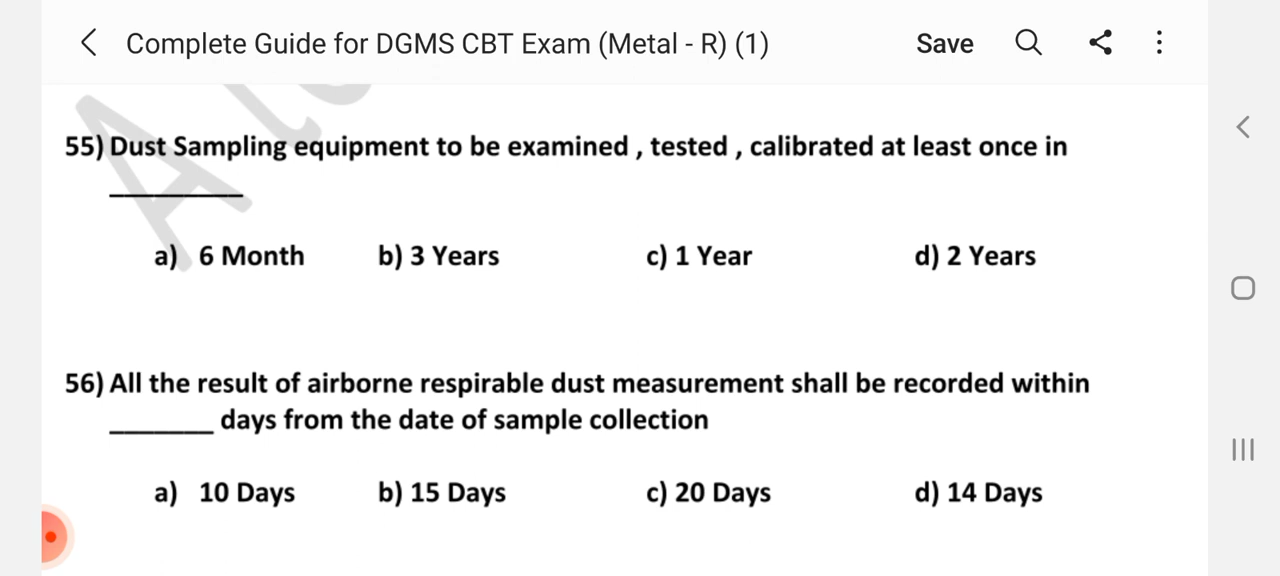 Complete Guide for DGMS CBT Exam (Metal - R) (1) Save
55) Dust Sampling equipment to be examined , tested , calibrated at least once in
_________
a) 6 Month b) 3 Years c) 1 Year d) 2 Years
56) All the result of airborne respirable dust measurement shall be recorded within
_______ days from the date of sample collection
a) 10 Days b) 15 Days c) 20 Days d) 14 Days